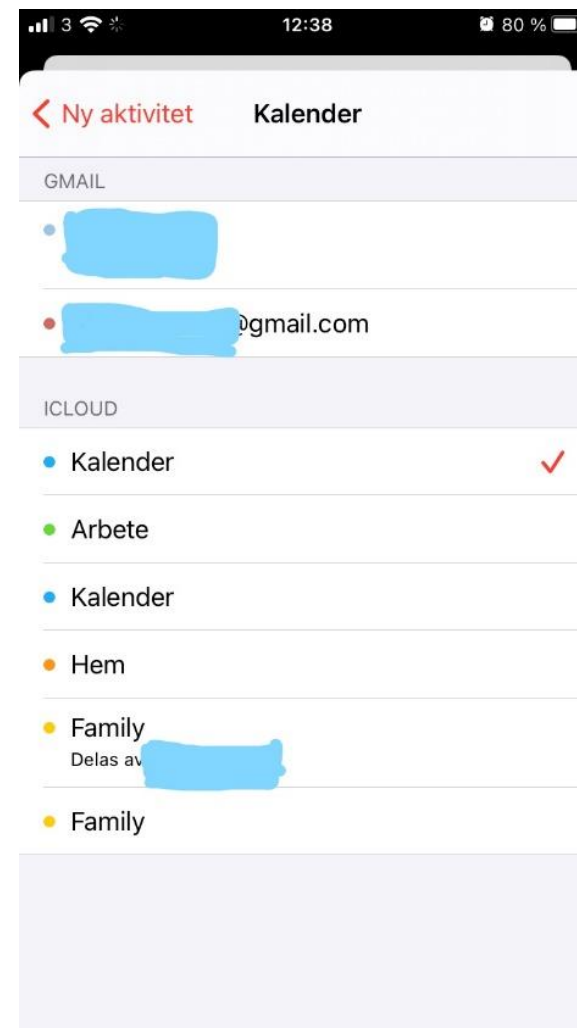 3 12:38 80 %
Ny aktivitet Kalender
GMAIL
@gmail.com
ICLOUD
Kalender
Arbete
Kalender
Hem
Family
Delas av
Family